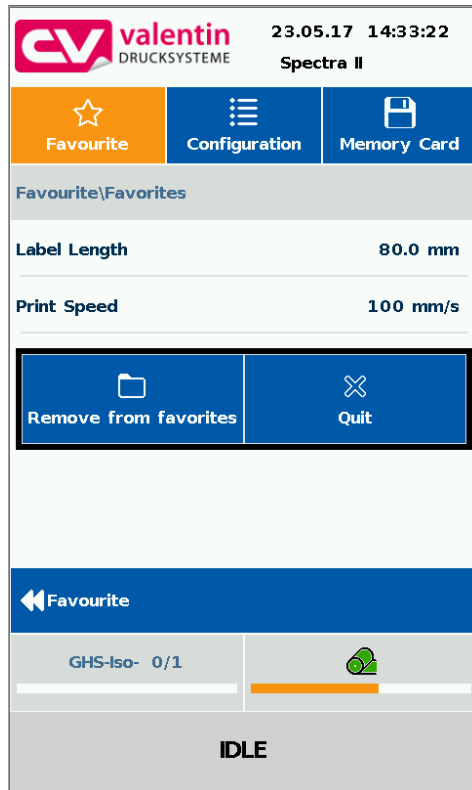 CV valentin
DRUCKSYSTEME
23.05.17 14:33:22
Spectra II
Favourite
Configuration
Memory Card
Favourite\Favorites
Label Length 80.0 mm
Print Speed 100 mm/s
Remove from favorites
Quit
Favourite
GHS-Iso- 0/1
IDLE